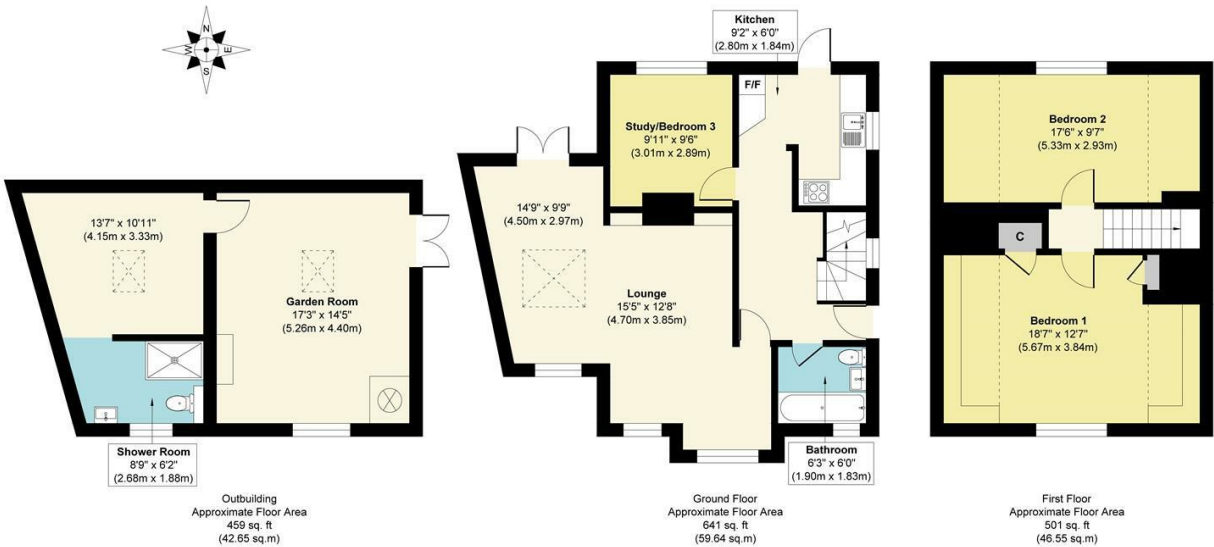 N
W
E
S
Kitchen
9'2" x 6'0"
(2.80m x 1.84m)
F/F
Study/Bedroom 3
9'11" x 9'6"
(3.01m x 2.89m)
Bedroom 2
17'6" x 9'7"
(5.33m x 2.93m)
13'7" x 10'11"
(4.15m x 3.33m)
14'9" x 9'9"
(4.50m x 2.97m)
C
Garden Room
17'3" x 14'5"
(5.26m x 4.40m)
Lounge
15'5" x 12'8"
(4.70m x 3.85m)
Bedroom 1
18'7" x 12'7"
(5.67m x 3.84m)
Shower Room
8'9" x 6'2"
(2.68m x 1.88m)
Bathroom
6'3" x 6'0"
(1.90m x 1.83m)
Outbuilding
Approximate Floor Area
459 sq. ft
(42.65 sq.m)
Ground Floor
Approximate Floor Area
641 sq. ft
(59.64 sq.m)
First Floor
Approximate Floor Area
501 sq. ft
(46.55 sq.m)